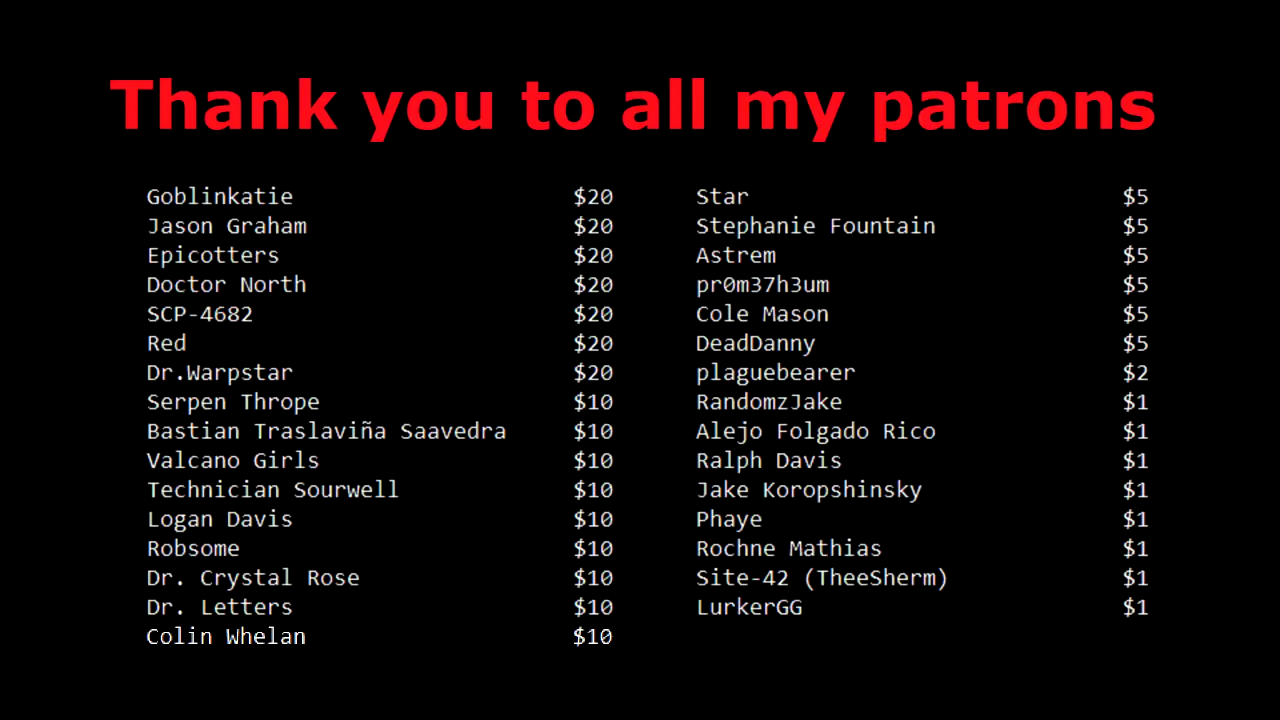 Thank you to all my patrons
Goblinkatie $20
Jason Graham $20
Epicotters $20
Doctor North $20
SCP-4682 $20
Red $20
Dr.Warpstar $20
Serpen Thrope $10
Bastian Traslaviña Saavedra $10
Valcano Girls $10
Technician Sourwell $10
Logan Davis $10
Robsome $10
Dr. Crystal Rose $10
Dr. Letters $10
Colin Whelan $10
Star $5
Stephanie Fountain $5
Astrem $5
pr0m37h3um $5
Cole Mason $5
DeadDanny $5
plaguebearer $2
RandomzJake $1
Alejo Folgado Rico $1
Ralph Davis $1
Jake Koropshinsky $1
Phaye $1
Rochne Mathias $1
Site-42 (TheeSherm) $1
LurkerGG $1